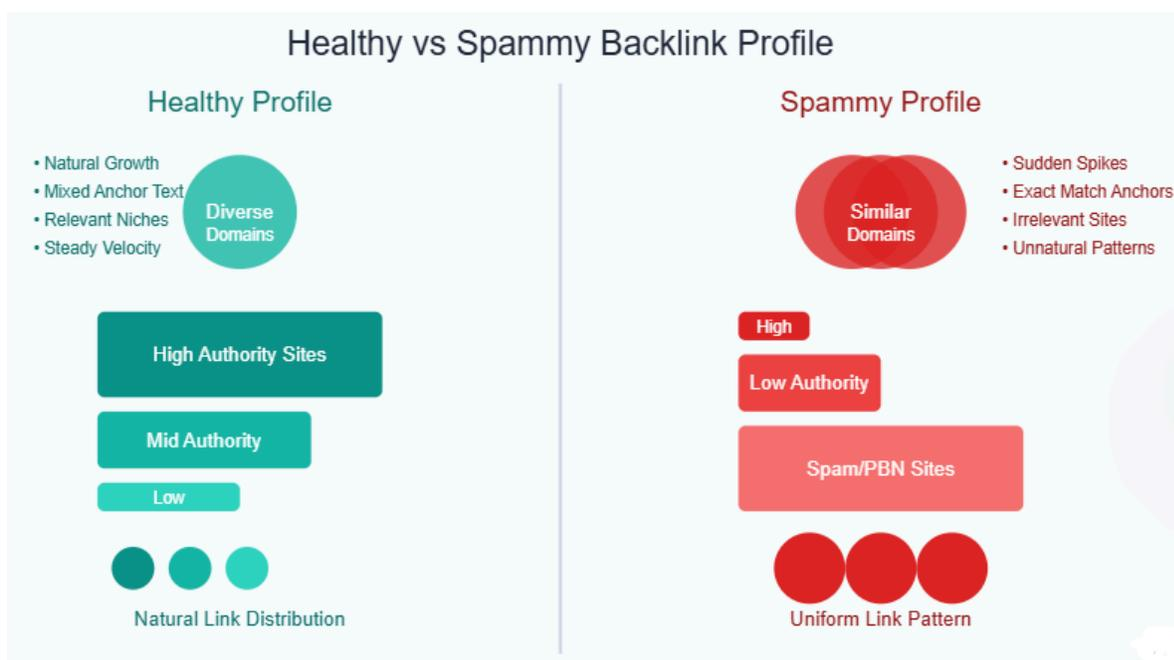 Healthy vs Spammy Backlink Profile
Healthy Profile
• Natural Growth
• Mixed Anchor Text
• Relevant Niches
• Steady Velocity
Diverse
Domains
High Authority Sites
Mid Authority
Low
Natural Link Distribution
Spammy Profile
Similar
Domains
• Sudden Spikes
• Exact Match Anchors
• Irrelevant Sites
• Unnatural Patterns
High
Low Authority
Spam/PBN Sites
Uniform Link Pattern